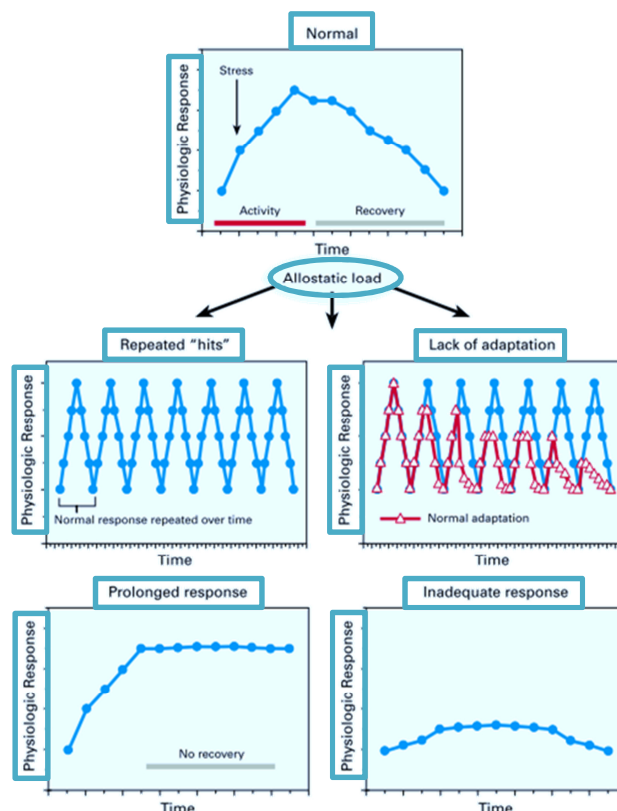 Normal
Physiologic Response
Stress
Activity
Recovery
Time
Allostatic load
Repeated "hits"
Physiologic Response
Normal response repeated over time
Time
Lack of adaptation
Physiologic Response
Normal adaptation
Time
Prolonged response
Physiologic Response
No recovery
Time
Inadequate response
Physiologic Response
Time